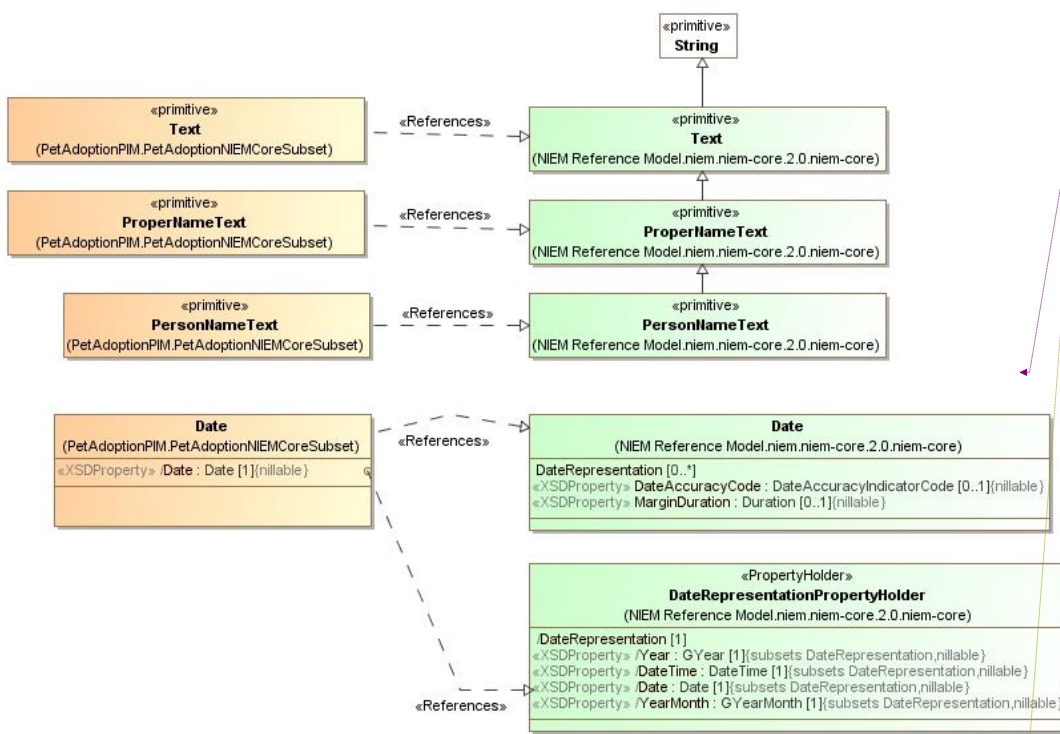 «primitive»
String
«primitive»
Text
(PetAdoptionPIM.PetAdoptionNIEMCoreSubset)
«References»
«primitive»
Text
(NIEM Reference Model.niem.niem-core.2.0.niem-core)
«primitive»
ProperNameText
(PetAdoptionPIM.PetAdoptionNIEMCoreSubset)
«References»
«primitive»
ProperNameText
(NIEM Reference Model.niem.niem-core.2.0.niem-core)
«primitive»
PersonNameText
(PetAdoptionPIM.PetAdoptionNIEMCoreSubset)
«References»
«primitive»
PersonNameText
(NIEM Reference Model.niem.niem-core.2.0.niem-core)
Date
(PetAdoptionPIM.PetAdoptionNIEMCoreSubset)
«XSDProperty» /Date : Date [1]{nillable}
«References»
Date
(NIEM Reference Model.niem.niem-core.2.0.niem-core)
DateRepresentation [0..*]
«XSDProperty» DateAccuracyCode : DateAccuracyIndicatorCode [0..1]{nillable}
«XSDProperty» MarginDuration : Duration [0..1]{nillable}
«PropertyHolder»
DateRepresentationPropertyHolder
(NIEM Reference Model.niem.niem-core.2.0.niem-core)
/DateRepresentation [1]
«XSDProperty» /Year : GYear [1]{subsets DateRepresentation,nillable}
«XSDProperty» /DateTime : DateTime [1]{subsets DateRepresentation,nillable}
«XSDProperty» /Date : Date [1]{subsets DateRepresentation,nillable}
«XSDProperty» /YearMonth : GYearMonth [1]{subsets DateRepresentation,nillable}
«References»